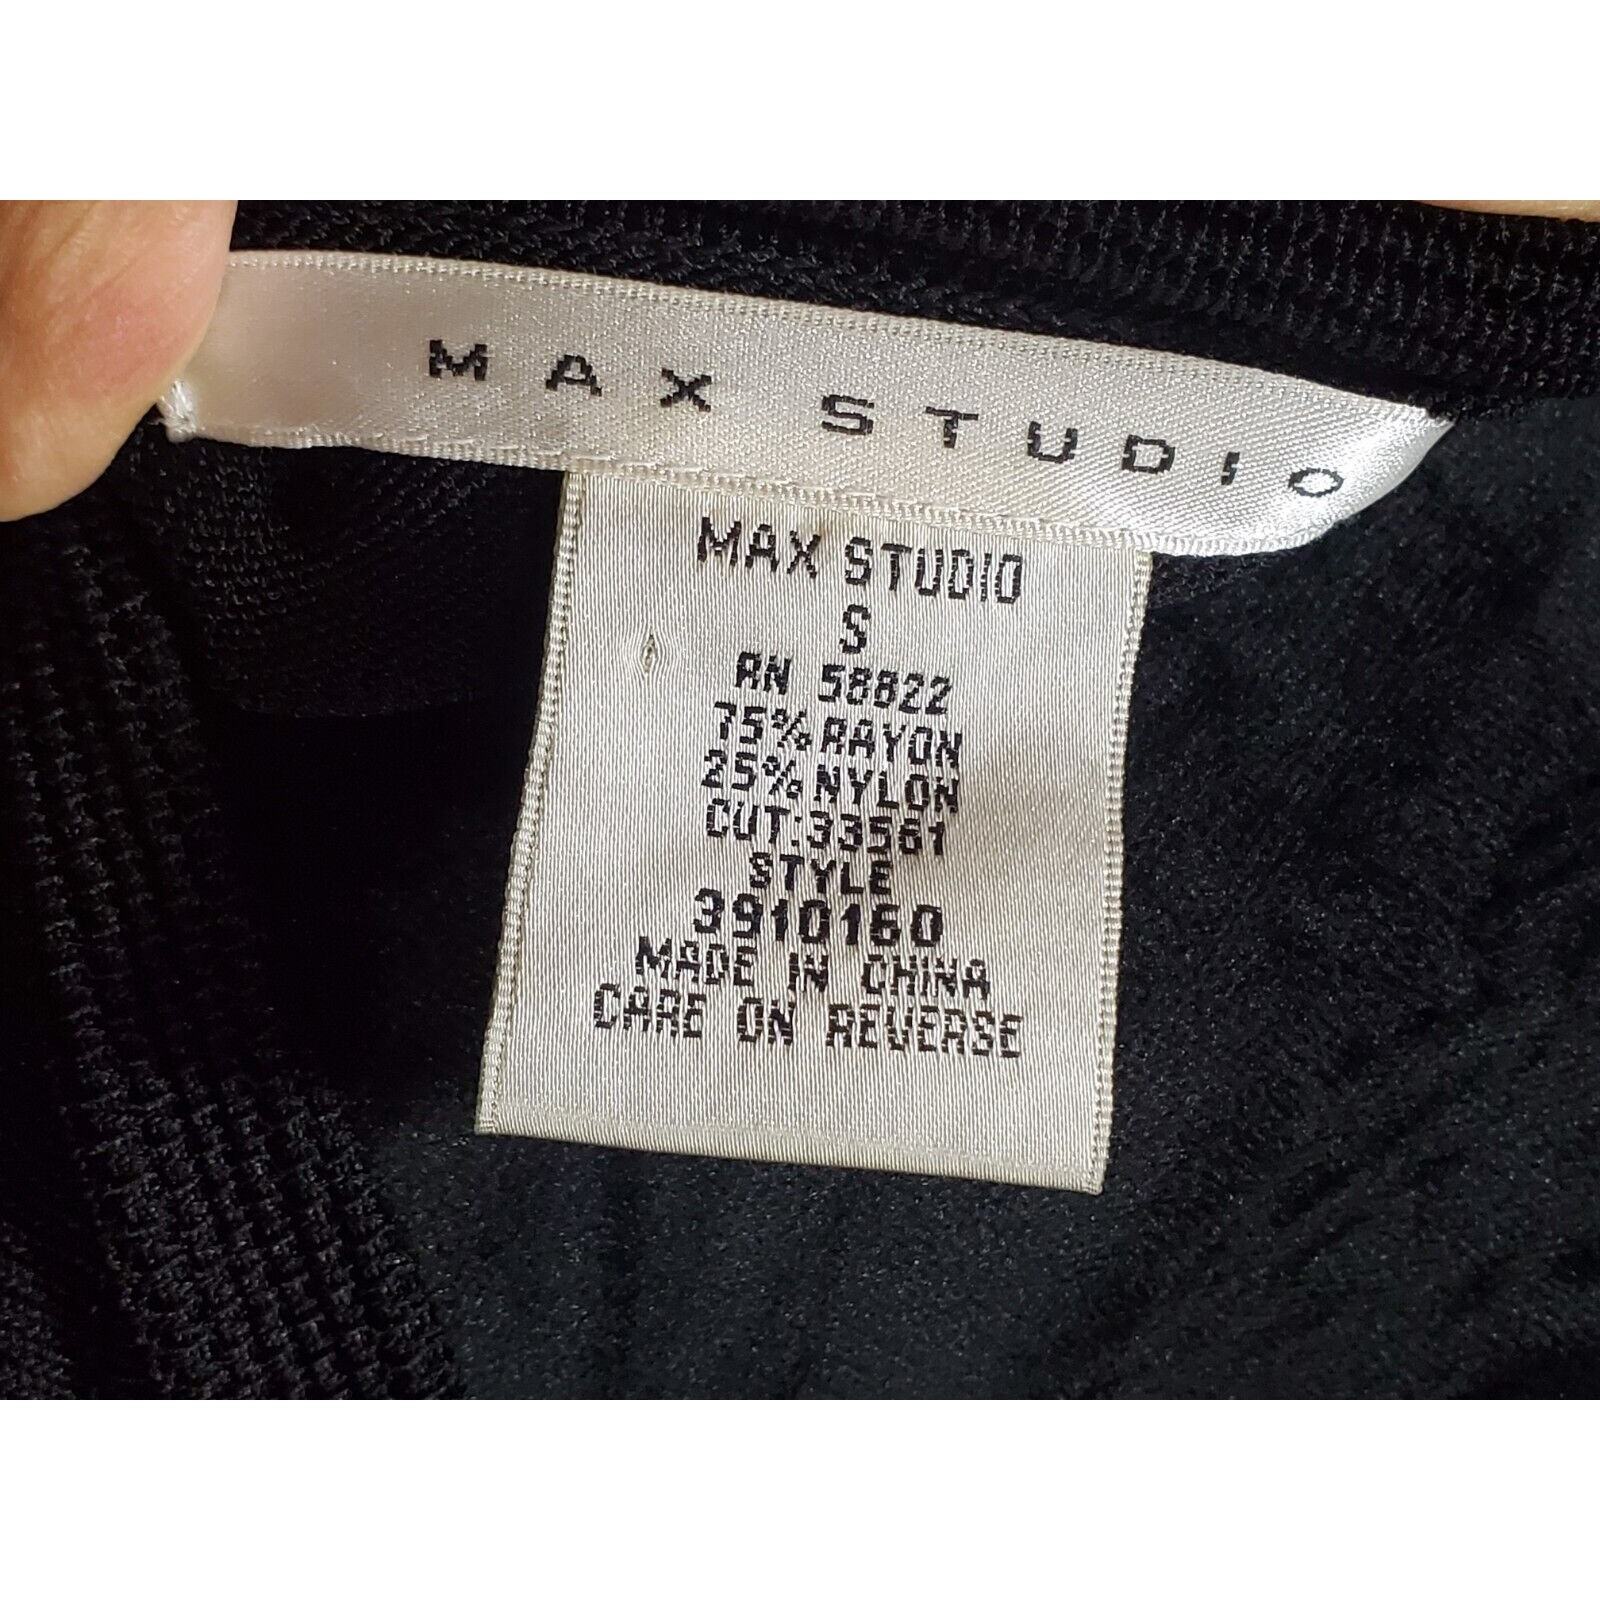 MAX STUDIO
MAX STUDIO
S
RN 58822
75% RAYON
25% NYLON
CUT:33561
STYLE
3910160
MADE IN CHINA
CARE ON REVERSE